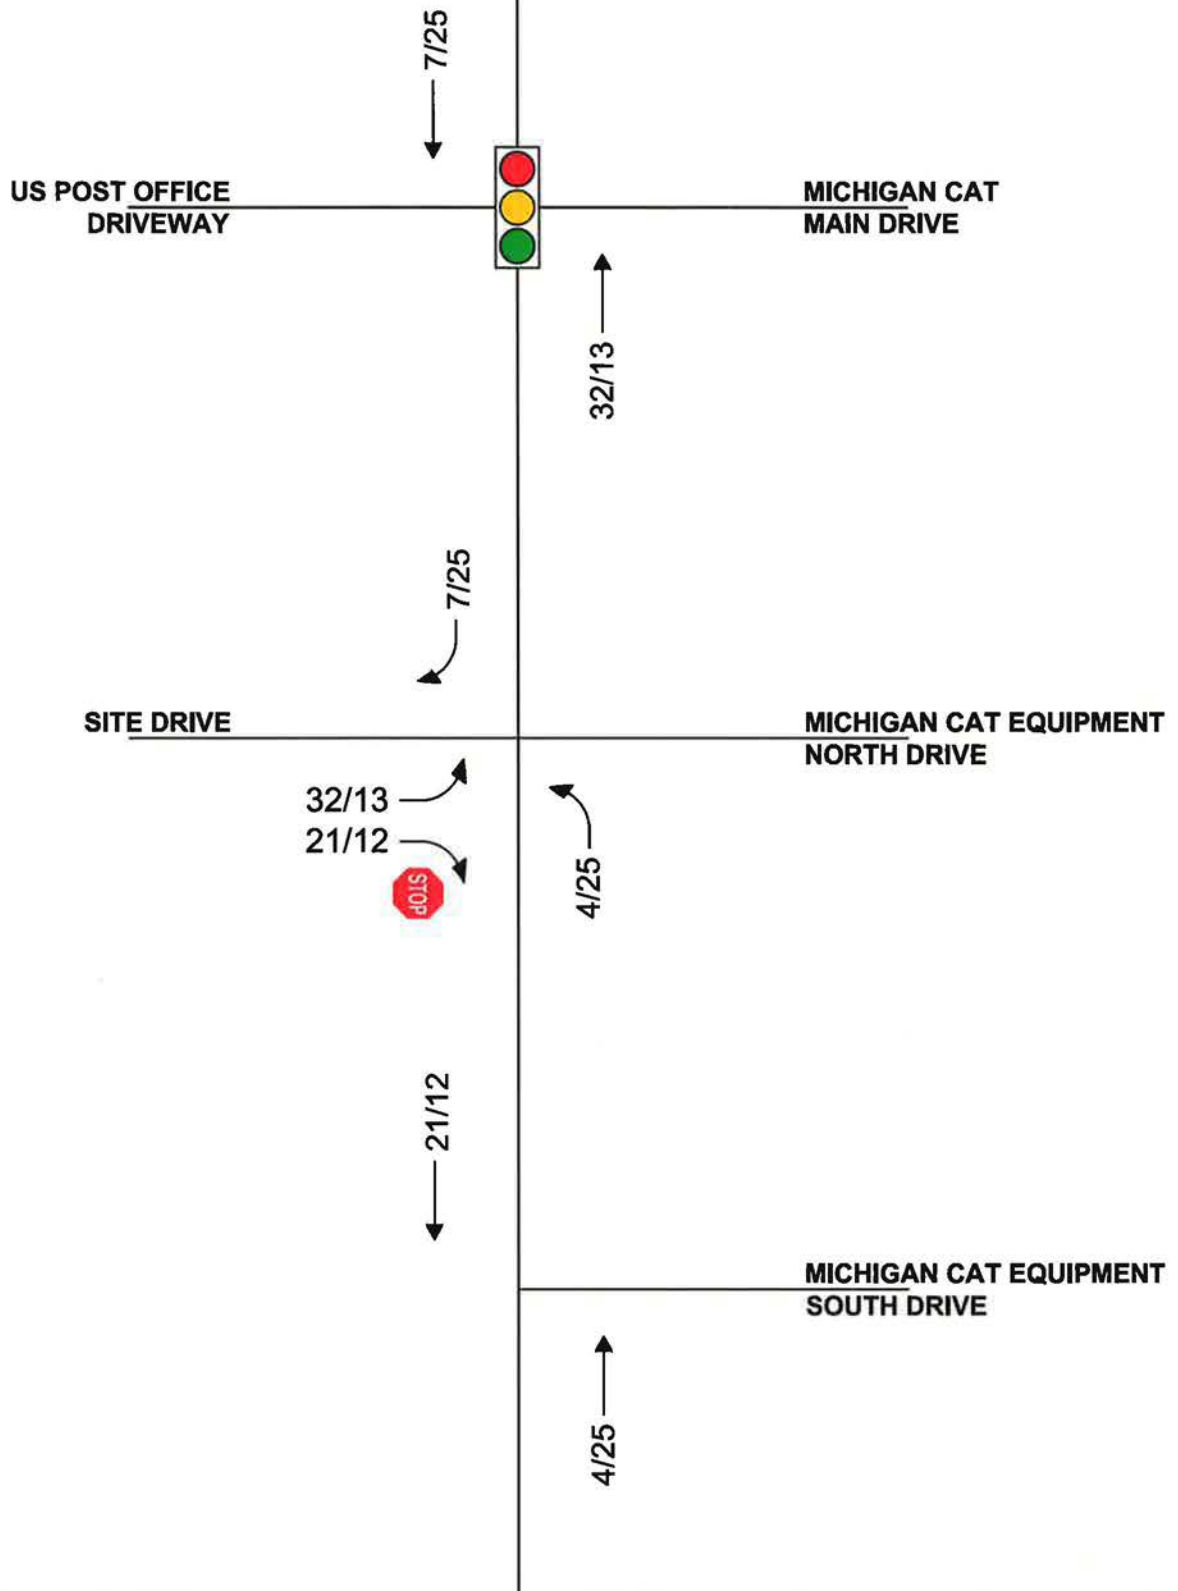 7/25
US POST OFFICE
DRIVEWAY
MICHIGAN CAT
MAIN DRIVE
32/13
7/25
SITE DRIVE
MICHIGAN CAT EQUIPMENT
NORTH DRIVE
32/13
21/12
STOP
4/25
21/12
MICHIGAN CAT EQUIPMENT
SOUTH DRIVE
4/25